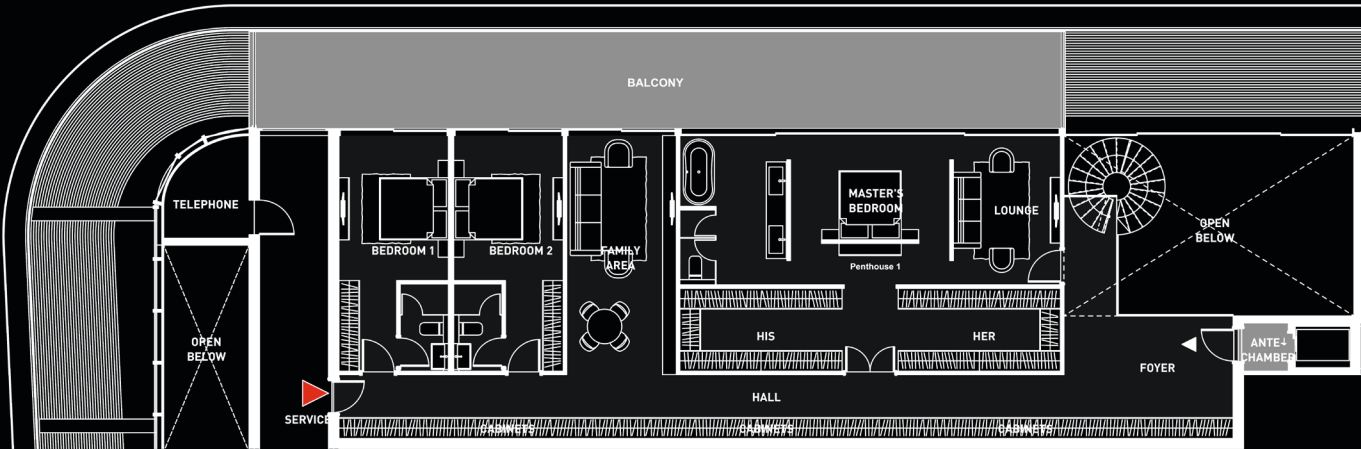 BALCONY
TELEPHONE
MASTER'S
BEDROOM
LOUNGE
OPEN
BELOW
BEDROOM 1
BEDROOM 2
FAMILY
AREA
Penthouse 1
OPEN
BELOW
HIS
HER
ANTE
CHAMBER
FOYER
HALL
SERVICE
CABINETS
CABINETS
CABINETS